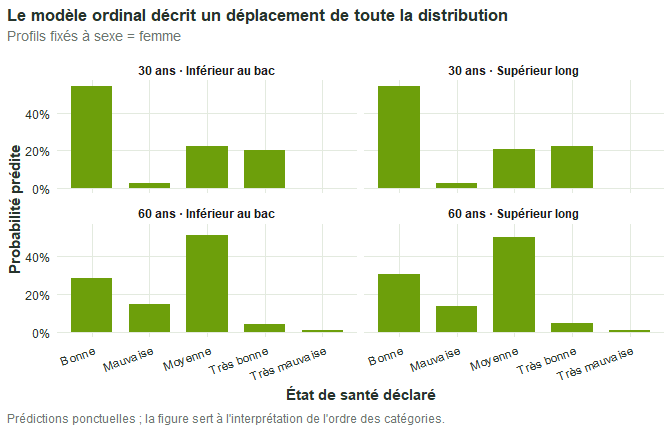 Le modèle ordinal décrit un déplacement de toute la distribution
Profils fixés à sexe = femme
30 ans · Inférieur au bac
30 ans · Supérieur long
40%
20%
0%
60 ans · Inférieur au bac
60 ans · Supérieur long
40%
20%
0%
Probabilité prédite
Bonne Mauvaise Moyenne Très bonne Très mauvaise
Bonne Mauvaise Moyenne Très bonne Très mauvaise
État de santé déclaré
Prédictions ponctuelles ; la figure sert à l'interprétation de l'ordre des catégories.